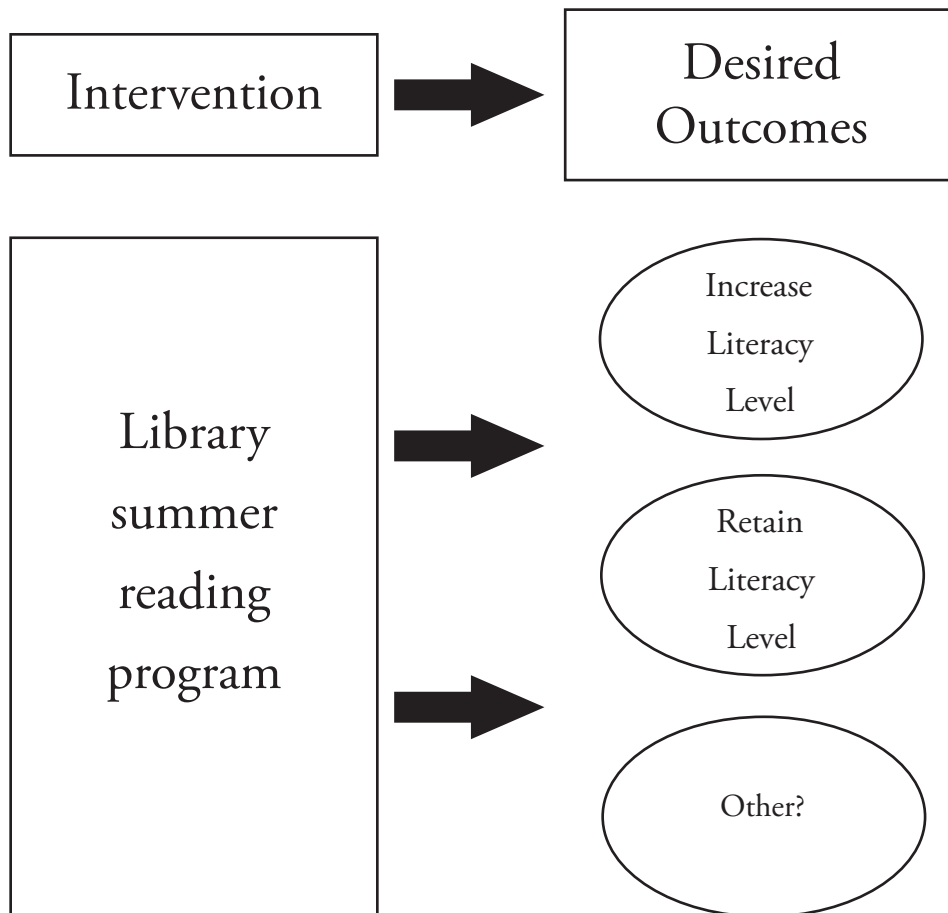 Intervention
Desired
Outcomes
Library
summer
reading
program
Increase
Literacy
Level
Retain
Literacy
Level
Other?